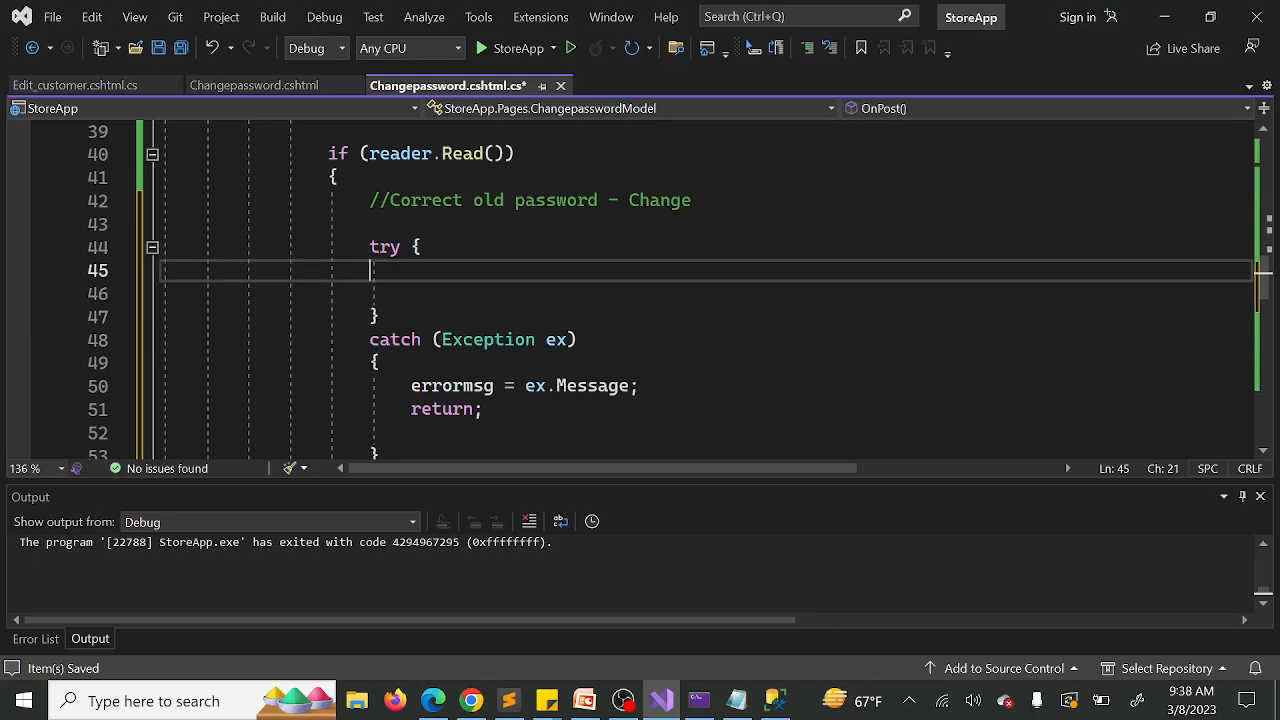 File Edit View Git Project Build Debug Test Analyze Tools Extensions Window Help Search (Ctrl+Q) StoreApp Sign in
Debug Any CPU StoreApp Live Share
Edit_customer.cshtml.cs Changepassword.cshtml Changepassword.cshtml.cs*
StoreApp StoreApp.Pages.ChangepasswordModel OnPost()
39
40 if (reader.Read())
41 {
42 //Correct old password - Change
43
44 try {
45
46
47 }
48 catch (Exception ex)
49 {
50 errormsg = ex.Message;
51 return;
52
53 }
136 % No issues found Ln: 45 Ch: 21 SPC CRLF
Output
Show output from: Debug
The program '[22788] StoreApp.exe' has exited with code 4294967295 (0xffffffff).
Error List Output
Item(s) Saved Add to Source Control Select Repository
Type here to search 67°F 8:38 AM
3/8/2023